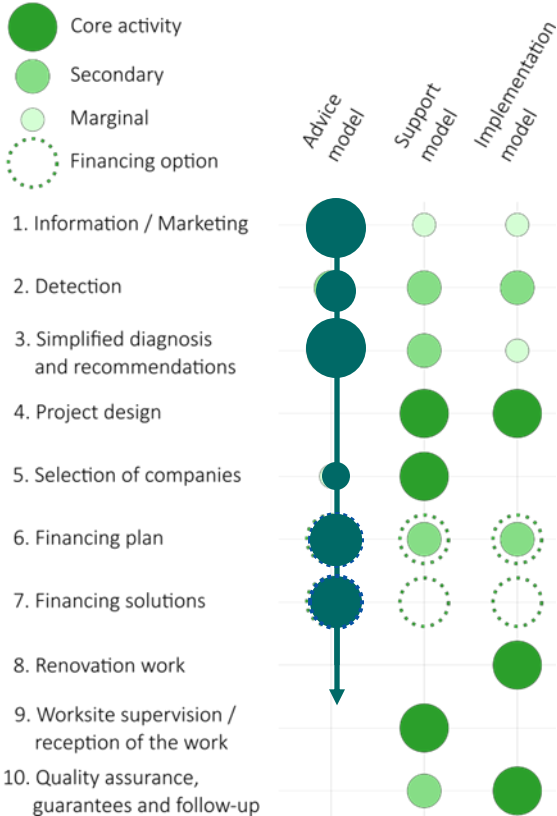 Core activity
Secondary
Marginal
Financing option
Advice
model
Support
model
Implementation
model
1. Information / Marketing
2. Detection
3. Simplified diagnosis
and recommendations
4. Project design
5. Selection of companies
6. Financing plan
7. Financing solutions
8. Renovation work
9. Worksite supervision /
reception of the work
10. Quality assurance,
guarantees and follow-up